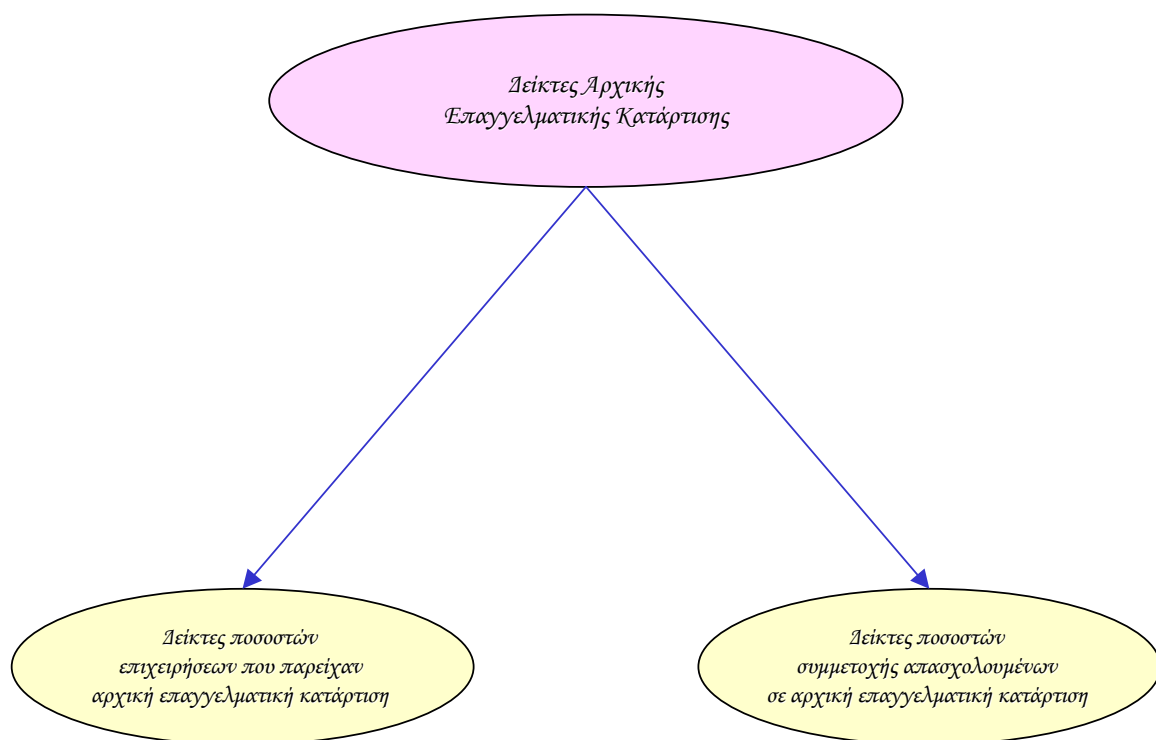 Δείκτες Αρχικής
Επαγγελματικής Κατάρτισης
Δείκτες ποσοστών
επιχειρήσεων που παρείχαν
αρχική επαγγελματική κατάρτιση
Δείκτες ποσοστών
συμμετοχής απασχολουμένων
σε αρχική επαγγελματική κατάρτιση